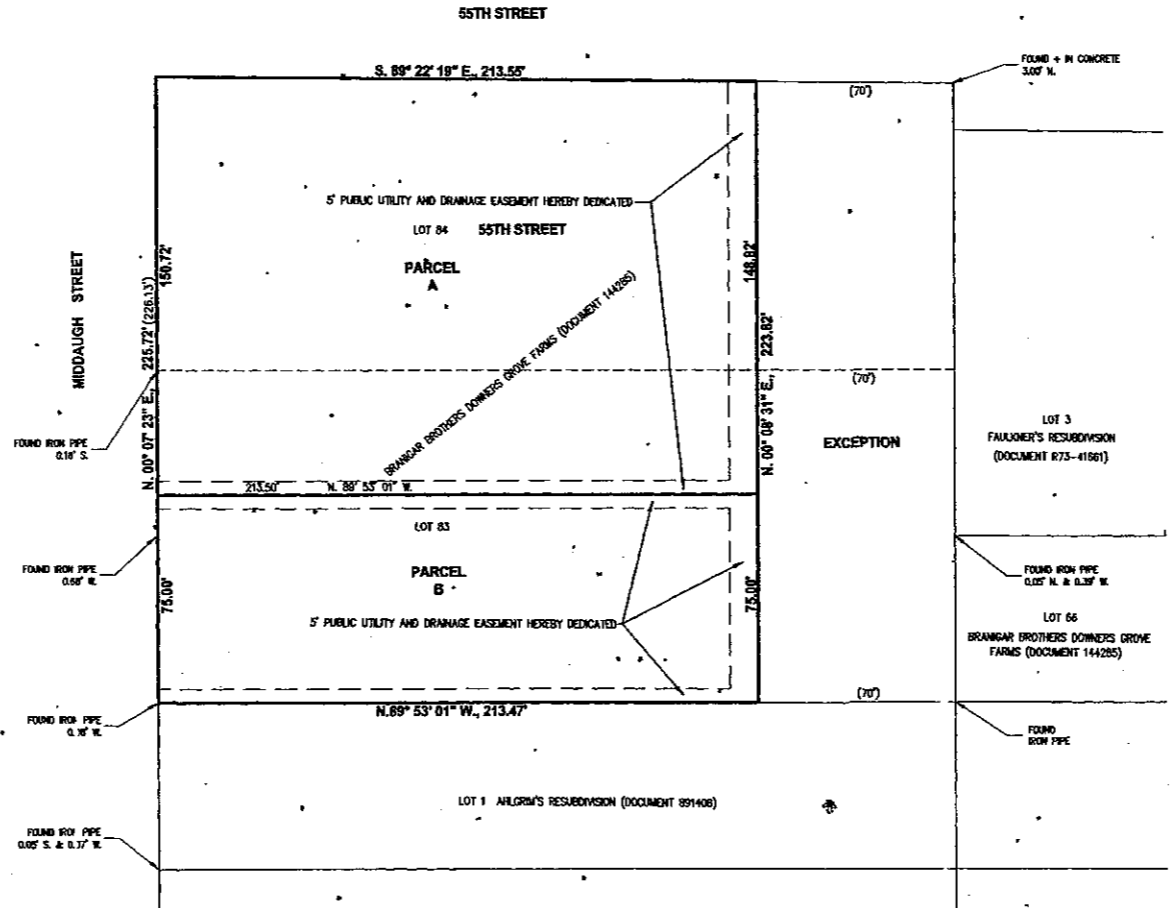 55TH STREET
S. 89° 22' 19" E., 213.55'
FOUND + IN CONCRETE
3.00' N.
(70')
5' PUBLIC UTILITY AND DRAINAGE EASEMENT HEREBY DEDICATED
LOT 84 55TH STREET
PARCEL
A
MIDDAUGH STREET
150.72'
N. 00° 07' 23" E., 225.72' (226.13')
148.82'
N. 00° 08' 31" E., 223.82'
BRANIGAR BROTHERS DOWNERS GROVE FARMS (DOCUMENT 144285)
(70')
FOUND IRON PIPE
0.18' S.
EXCEPTION
LOT 3
FAULKNER'S RESUBDIVISION
(DOCUMENT R73-41661)
213.50' N. 89° 53' 01" W.
LOT 83
FOUND IRON PIPE
0.68' W.
PARCEL
B
75.00'
75.00'
FOUND IRON PIPE
0.05' N. & 0.39' W.
5' PUBLIC UTILITY AND DRAINAGE EASEMENT HEREBY DEDICATED
LOT 66
BRANIGAR BROTHERS DOWNERS GROVE
FARMS (DOCUMENT 144285)
(70')
N.89° 53' 01" W., 213.47'
FOUND IRON PIPE
W.
FOUND
IRON PIPE
LOT 1 AHLGRIM'S RESUBDIVISION (DOCUMENT 891408)
FOUND IRON PIPE
0.05' S. & 0.17' W.